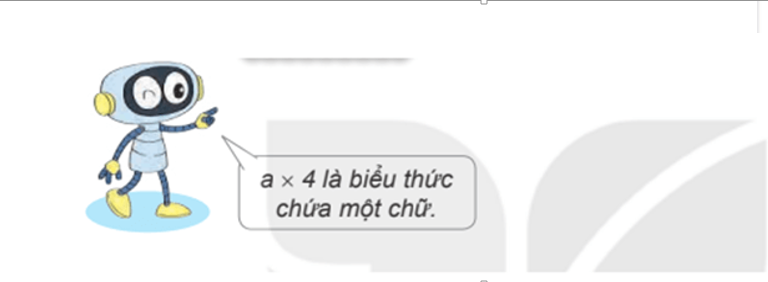 a × 4 là biểu thức
chứa một chữ.